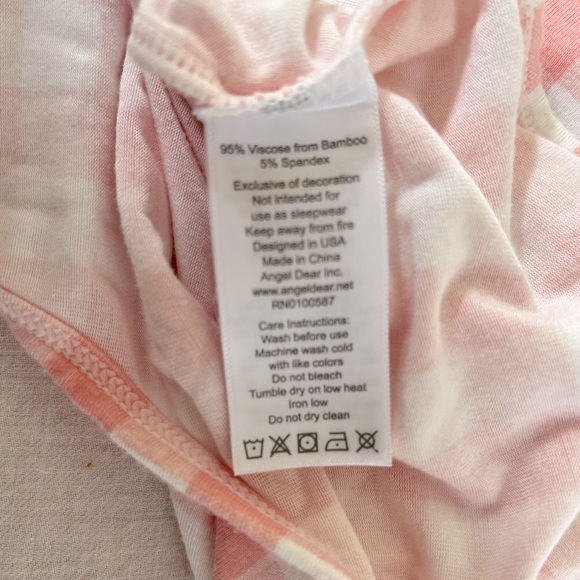 95% Viscose from Bamboo
5% Spandex
Exclusive of decoration
Not intended for
use as sleepwear
Keep away from fire
Designed in USA
Made in China
Angel Dear Inc.
www.angeldear.net
RN0100587
Care Instructions:
Wash before use
Machine wash cold
with like colors
Do not bleach
Tumble dry on low heat
Iron low
Do not dry clean